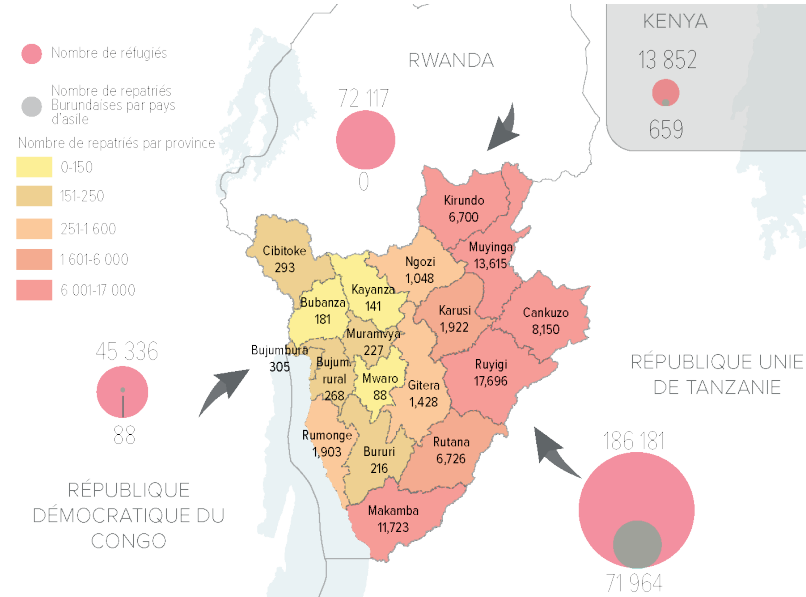 Nombre de réfugiés
Nombre de repatriés
Burundaises par pays
d'asile
Nombre de repatriés par province
0-150
151-250
251-1 600
1 601-6 000
6 001-17 000
RWANDA
72 117
0
KENYA
13 852
659
Kirundo
6,700
Muyinga
13,615
Cibitoke
293
Ngozi
1,048
Kayanza
141
Bubanza
181
Karusi
1,922
Cankuzo
8,150
Muramvya
227
Bujumbura
305
Bujum
rural
268
Mwaro
88
Gitera
1,428
Ruyigi
17,696
Rumonge
1,903
Bururi
216
Rutana
6,726
Makamba
11,723
45 336
88
RÉPUBLIQUE
DÉMOCRATIQUE DU
CONGO
RÉPUBLIQUE UNIE
DE TANZANIE
186 181
71 964